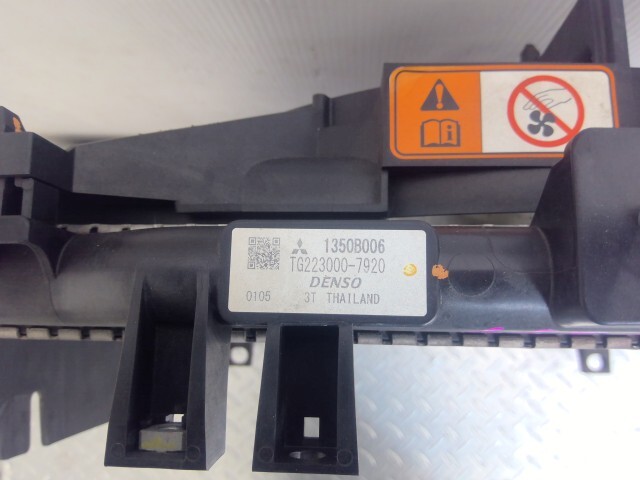 1350B006
TG223000-7920
DENSO
0105 3T THAILAND